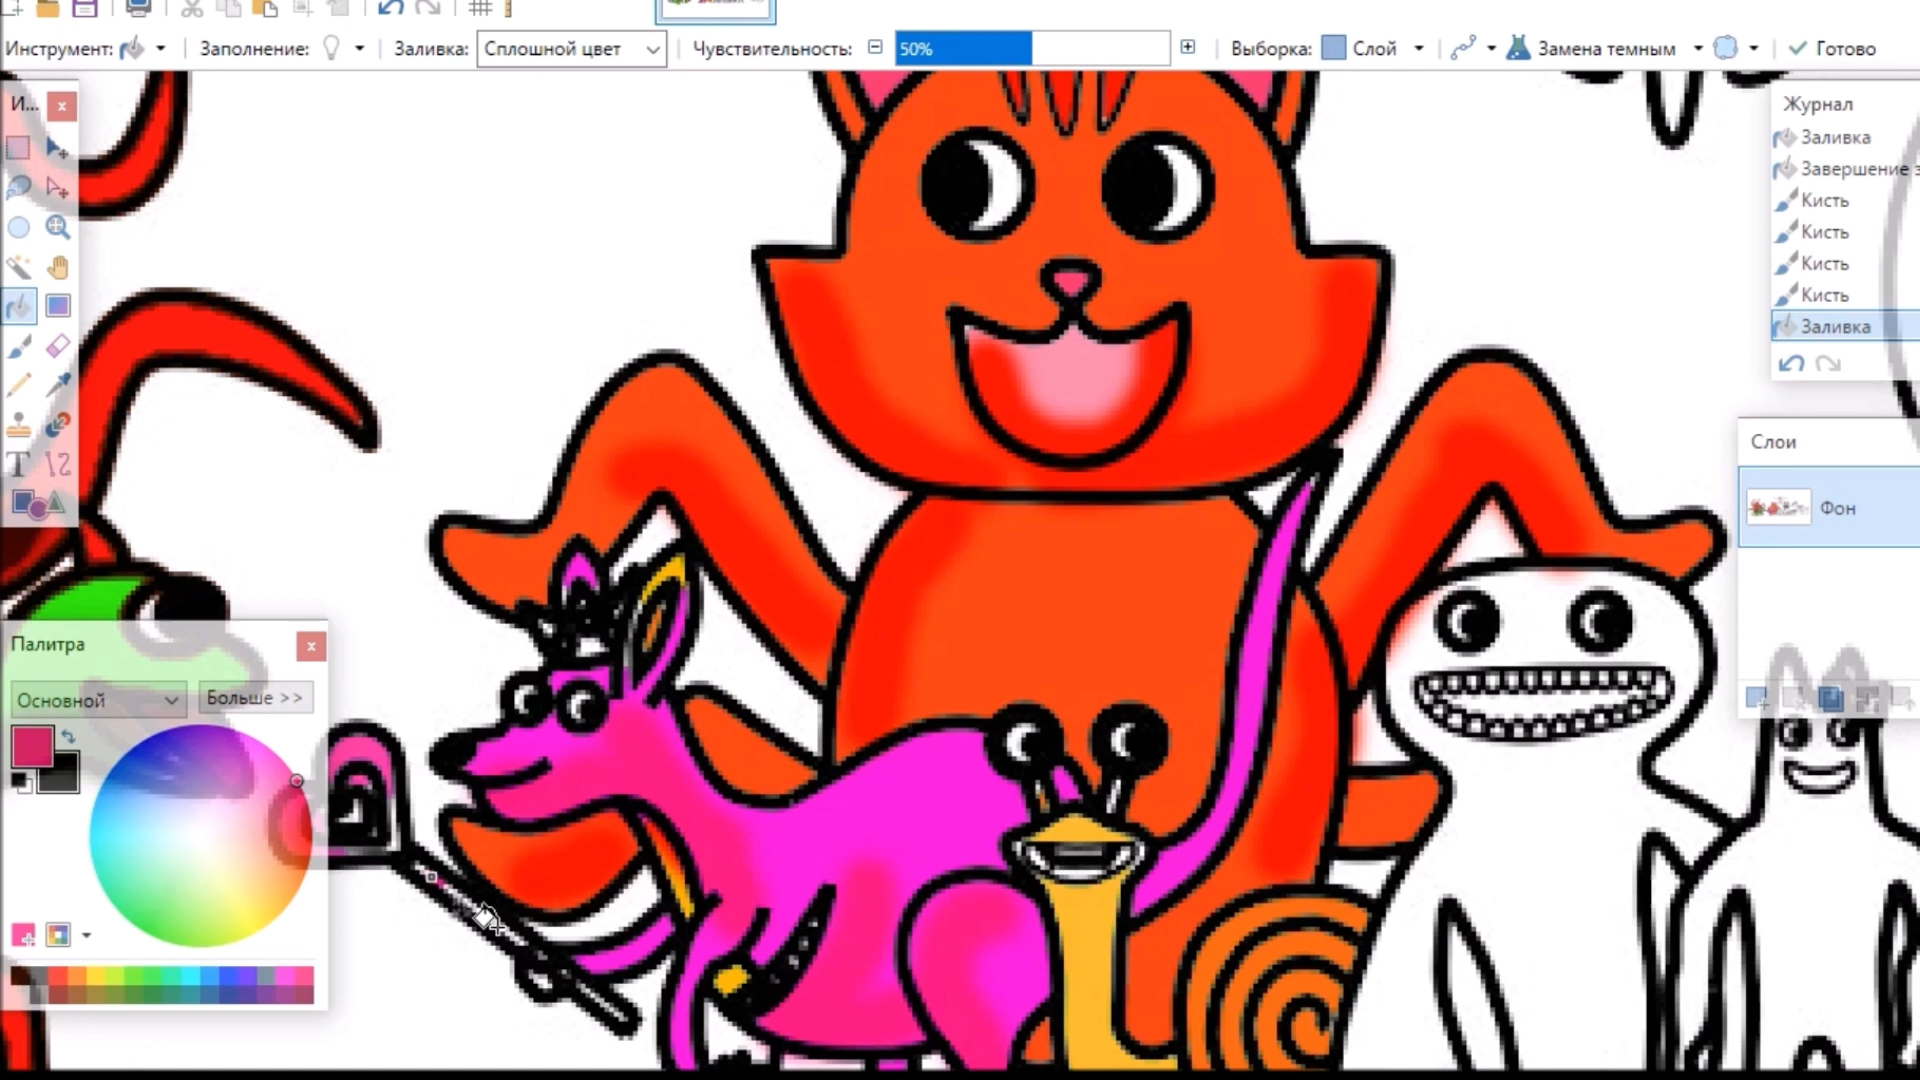 Инструмент: Заполнение: Заливка: Сплошной цвет Чувствительность: 50% Выборка: Слой Замена темным Готово
И...
Журнал
Заливка
Завершение з
Кисть
Кисть
Кисть
Кисть
Заливка
Слои
Фон
Палитра
Основной Больше >>